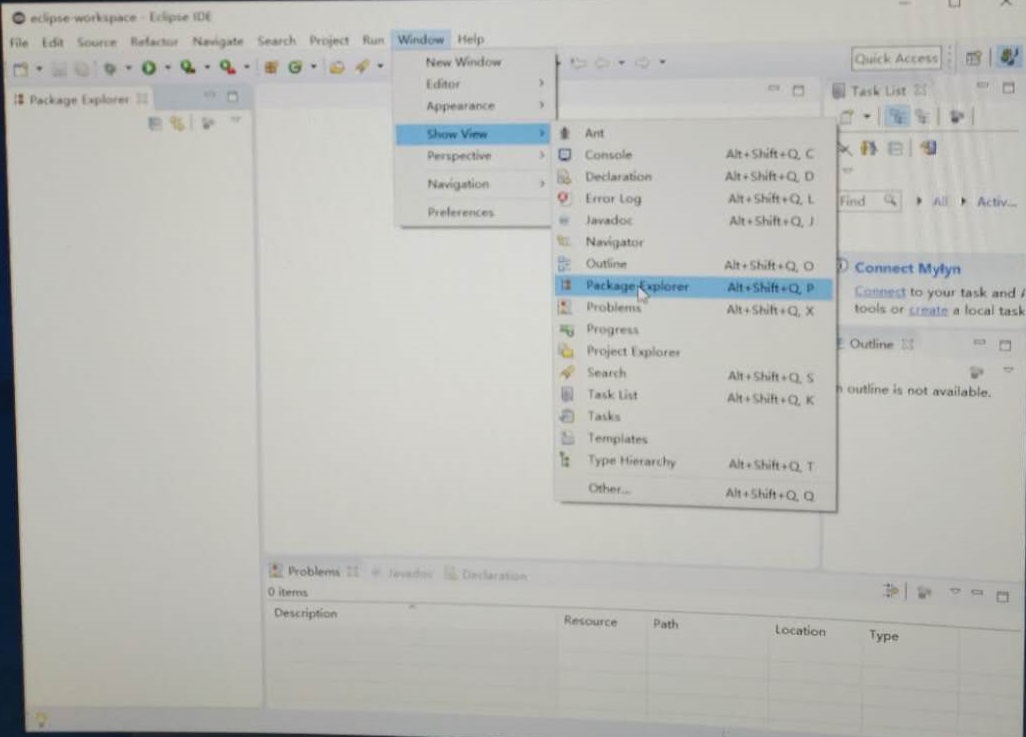 eclipse-workspace - Eclipse IDE
File Edit Source Refactor Navigate Search Project Run Window Help
Quick Access
Package Explorer
New Window
Editor
Appearance
Show View
Perspective
Navigation
Preferences
Ant
Console Alt+Shift+Q, C
Declaration Alt+Shift+Q, D
Error Log Alt+Shift+Q, L
Javadoc Alt+Shift+Q, J
Navigator
Outline Alt+Shift+Q, O
Package Explorer Alt+Shift+Q, P
Problems Alt+Shift+Q, X
Progress
Project Explorer
Search Alt+Shift+Q, S
Task List Alt+Shift+Q, K
Tasks
Templates
Type Hierarchy Alt+Shift+Q, T
Other... Alt+Shift+Q, Q
Task List
Find All Activ...
Connect Mylyn
Connect to your task and
tools or create a local task
Outline
outline is not available.
Problems Javadoc Declaration
0 items
Description Resource Path Location Type